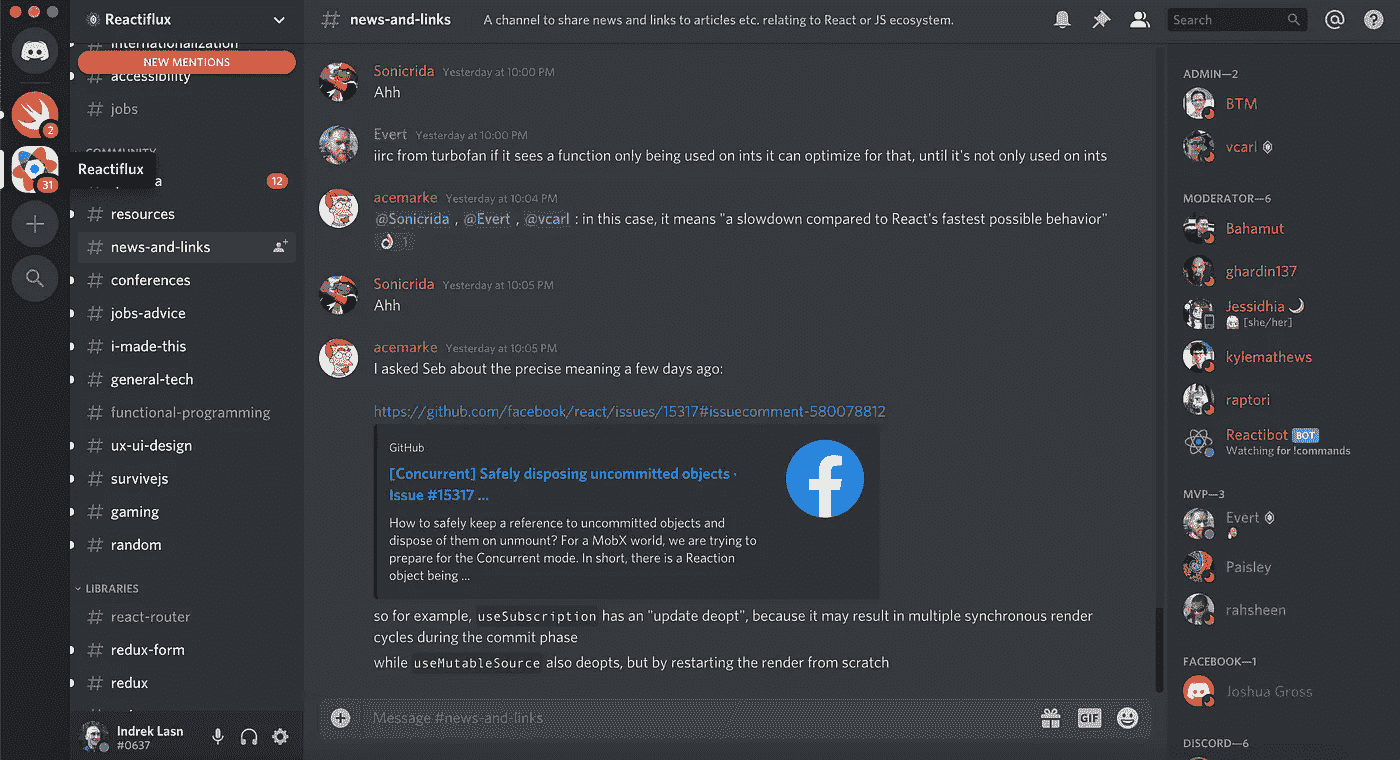 Reactiflux
internationalization
NEW MENTIONS
accessibility
jobs
COMMUNITY
Reactiflux
2
31
12
resources
news-and-links
conferences
jobs-advice
i-made-this
general-tech
functional-programming
ux-ui-design
survivejs
gaming
random
LIBRARIES
react-router
redux-form
redux
Indrek Lasn
#0637
news-and-links A channel to share news and links to articles etc. relating to React or JS ecosystem.
Search
Sonicrida Yesterday at 10:00 PM
Ahh
Evert Yesterday at 10:00 PM
iirc from turbofan if it sees a function only being used on ints it can optimize for that, until it's not only used on ints
acemarke Yesterday at 10:04 PM
@Sonicrida , @Evert , @vcarl : in this case, it means "a slowdown compared to React's fastest possible behavior"
👌 1
Sonicrida Yesterday at 10:05 PM
Ahh
acemarke Yesterday at 10:05 PM
I asked Seb about the precise meaning a few days ago:
https://github.com/facebook/react/issues/15317#issuecomment-580078812
GitHub
[Concurrent] Safely disposing uncommitted objects ·
Issue #15317 ...
How to safely keep a reference to uncommitted objects and
dispose of them on unmount? For a MobX world, we are trying to
prepare for the Concurrent mode. In short, there is a Reaction
object being ...
so for example, useSubscription has an "update deopt", because it may result in multiple synchronous render
cycles during the commit phase
while useMutableSource also deopts, but by restarting the render from scratch
Message #news-and-links
GIF
ADMIN—2
BTM
vcarl
MODERATOR—6
Bahamut
ghardin137
Jessidhia
[she/her]
kylemathews
raptori
Reactibot BOT
Watching for !commands
MVP—3
Evert
Paisley
rahsheen
FACEBOOK—1
Joshua Gross
DISCORD—6